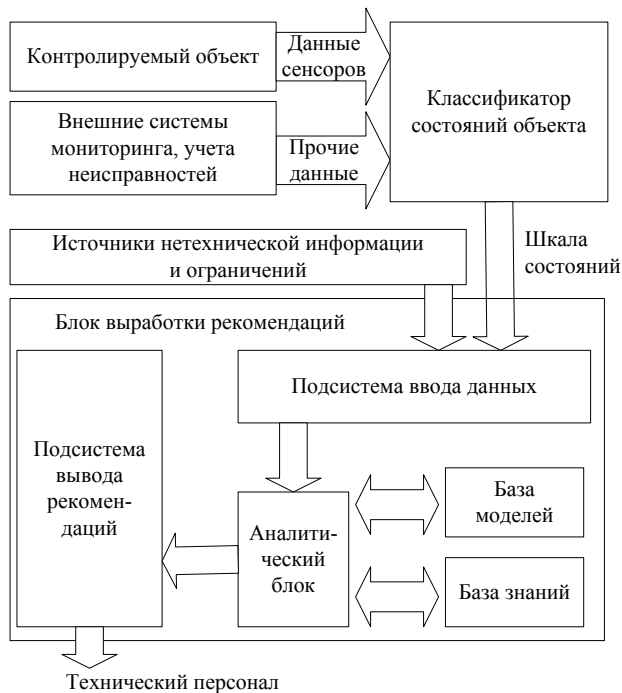 Контролируемый объект
Данные
сенсоров
Классификатор
состояний объекта
Внешние системы
мониторинга, учета
неисправностей
Прочие
данные
Источники нетехнической информации
и ограничений
Шкала
состояний
Блок выработки рекомендаций
Подсистема ввода данных
Подсистема
вывода
рекомен-
даций
Аналити-
ческий
блок
База
моделей
База знаний
Технический персонал